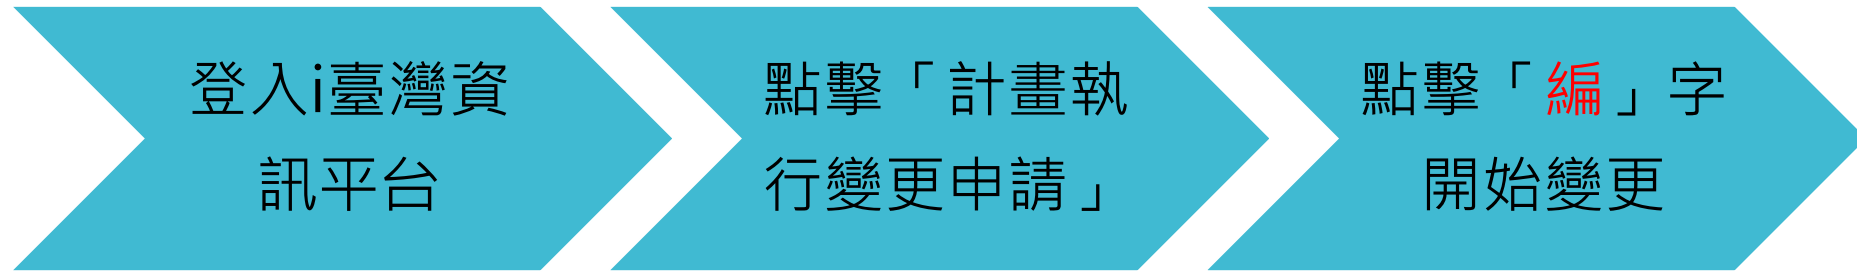 登入i臺灣資
訊平台
點擊「計畫執
行變更申請」
點擊「編」字
開始變更